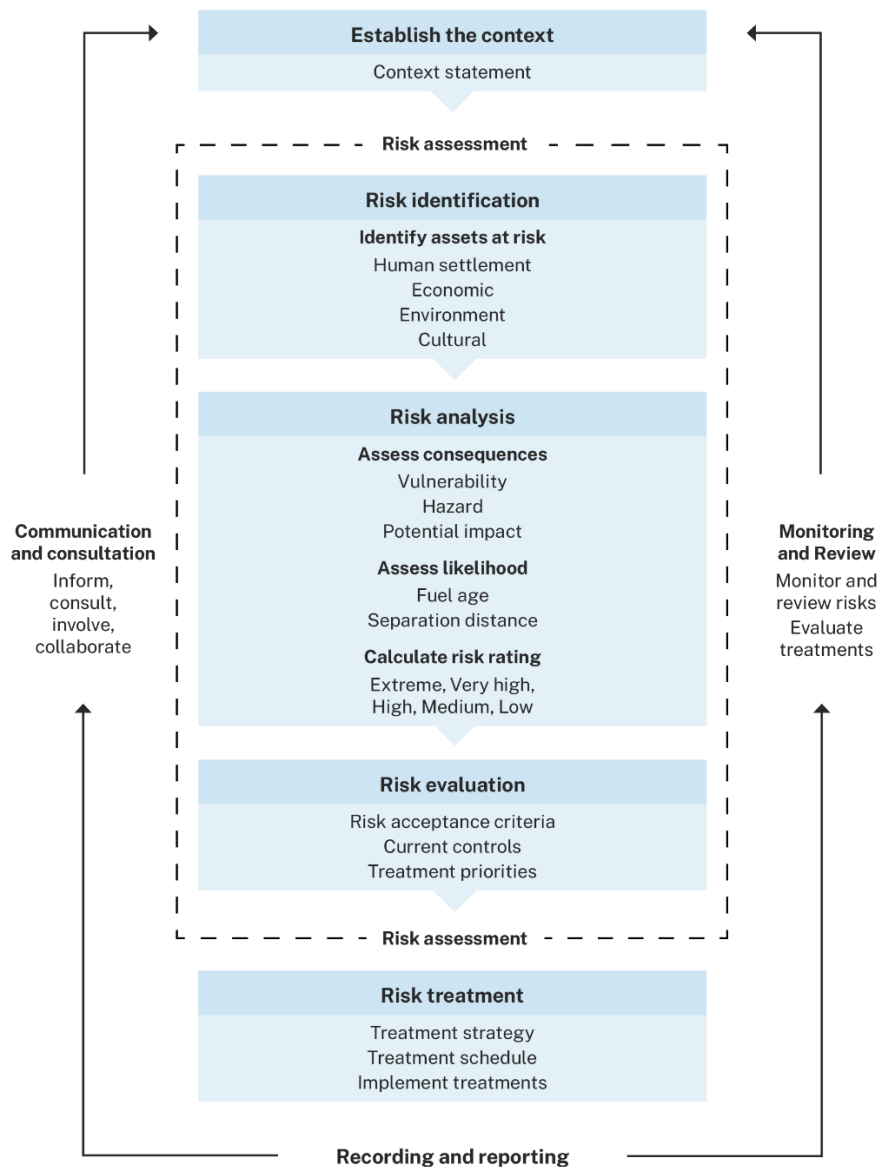 Establish the context
Context statement
Risk assessment
Risk identification
Identify assets at risk
Human settlement
Economic
Environment
Cultural
Risk analysis
Assess consequences
Vulnerability
Hazard
Potential impact
Assess likelihood
Fuel age
Separation distance
Calculate risk rating
Extreme, Very high,
High, Medium, Low
Risk evaluation
Risk acceptance criteria
Current controls
Treatment priorities
Risk assessment
Risk treatment
Treatment strategy
Treatment schedule
Implement treatments
Communication
and consultation
Inform,
consult,
involve,
collaborate
Monitoring
and Review
Monitor and
review risks
Evaluate
treatments
Recording and reporting